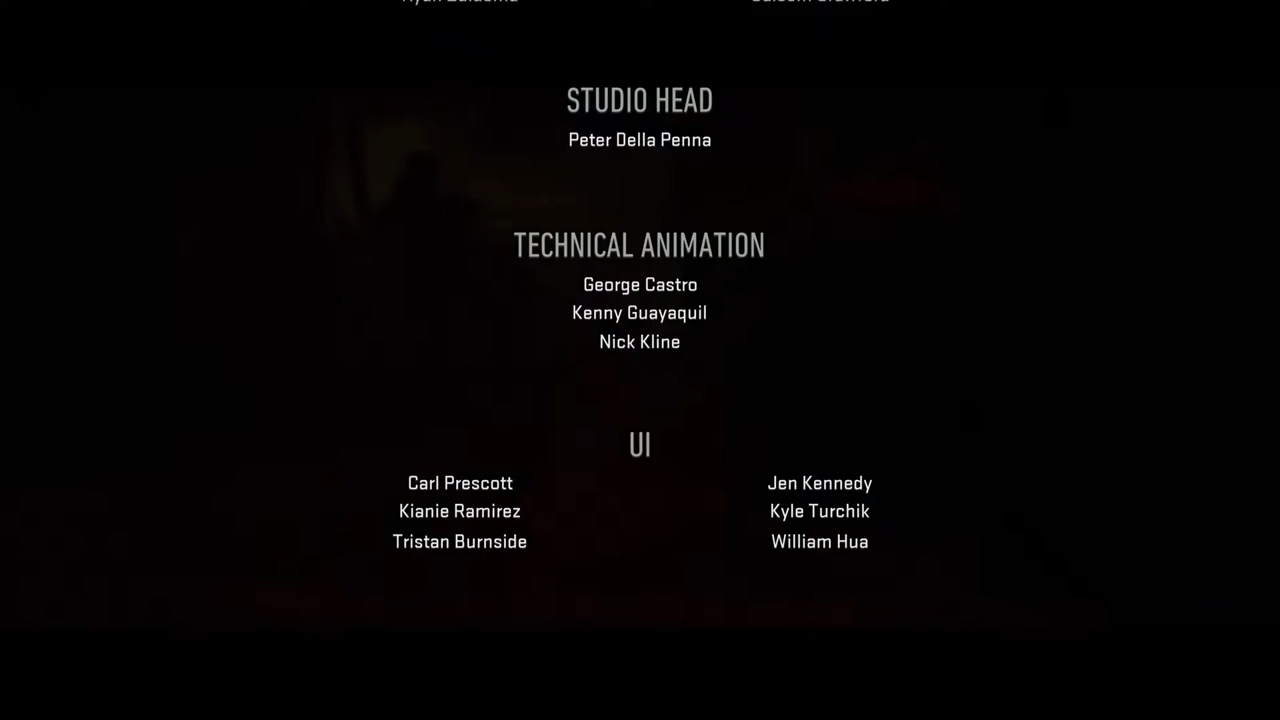 STUDIO HEAD
Peter Della Penna
TECHNICAL ANIMATION
George Castro
Kenny Guayaquil
Nick Kline
UI
Carl Prescott Jen Kennedy
Kianie Ramirez Kyle Turchik
Tristan Burnside William Hua